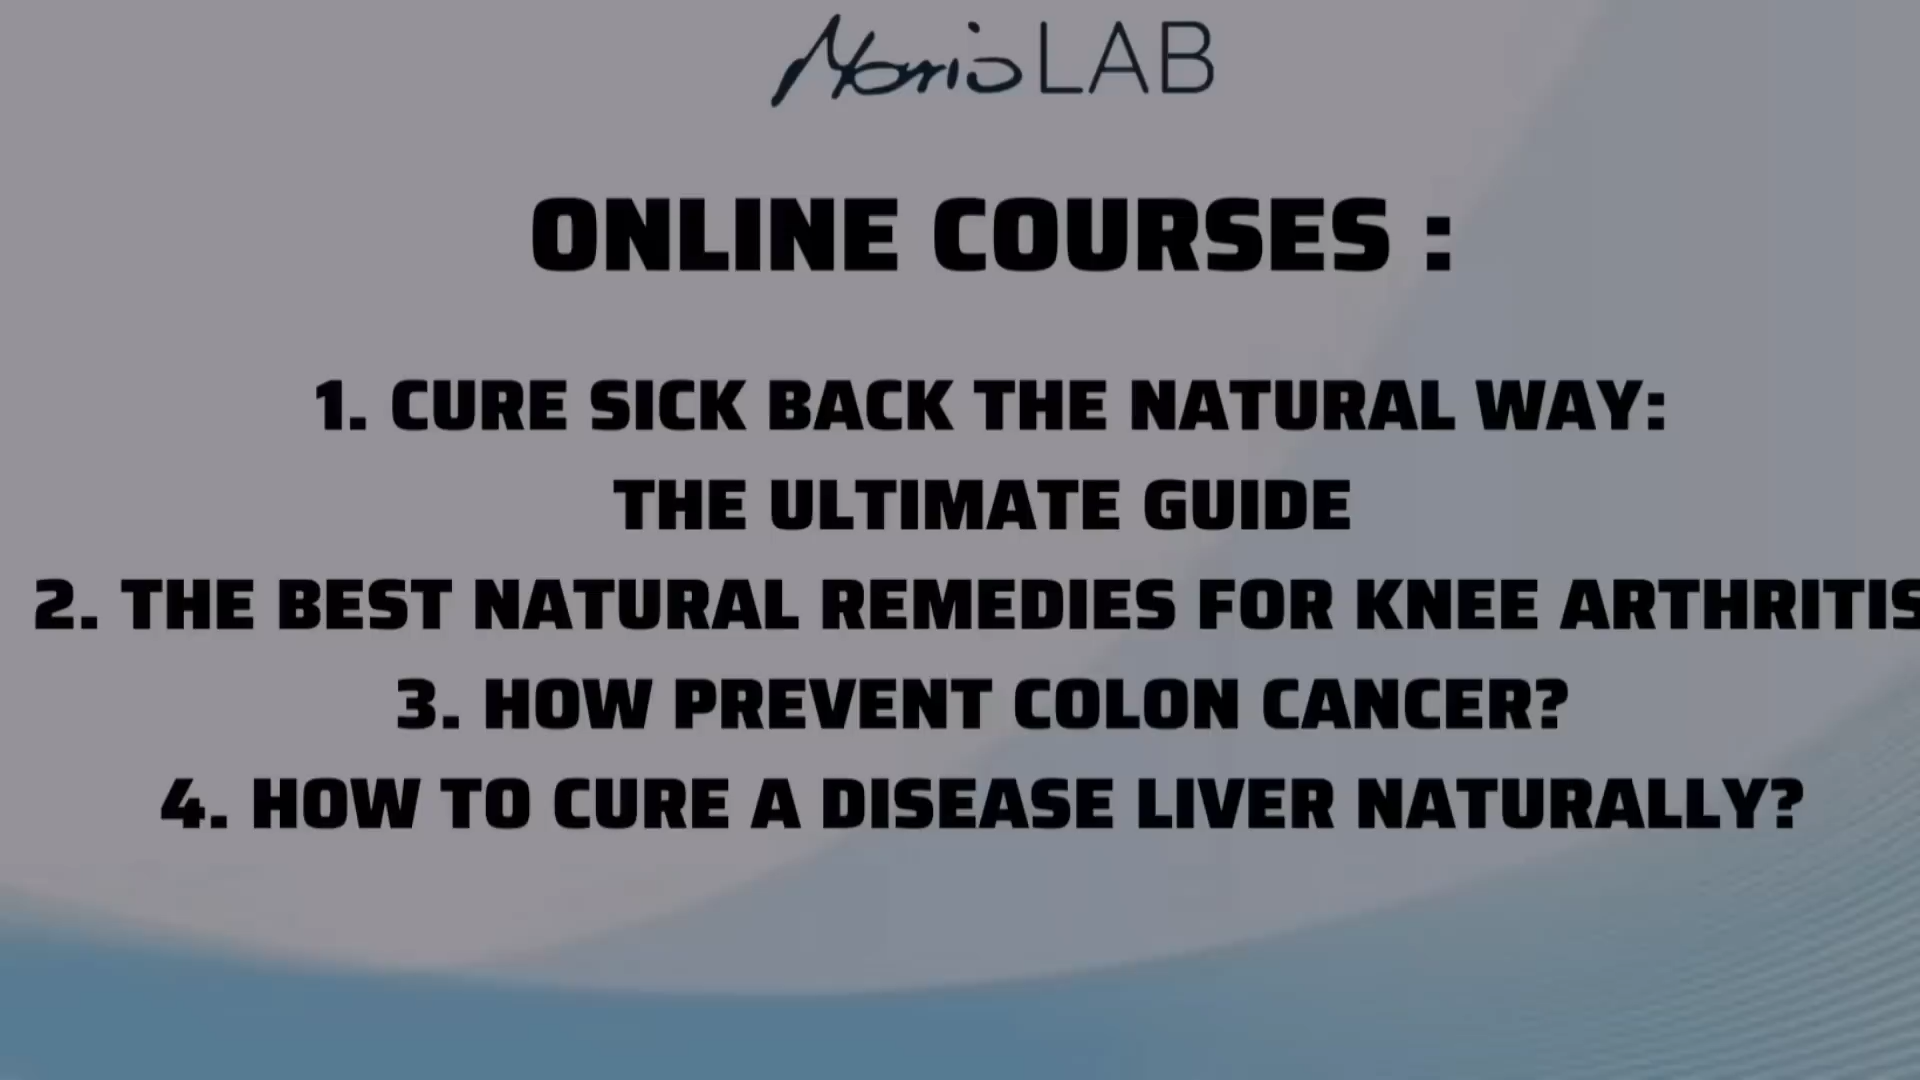 Morris LAB
ONLINE COURSES :
1. CURE SICK BACK THE NATURAL WAY:
THE ULTIMATE GUIDE
2. THE BEST NATURAL REMEDIES FOR KNEE ARTHRITIS
3. HOW PREVENT COLON CANCER?
4. HOW TO CURE A DISEASE LIVER NATURALLY?